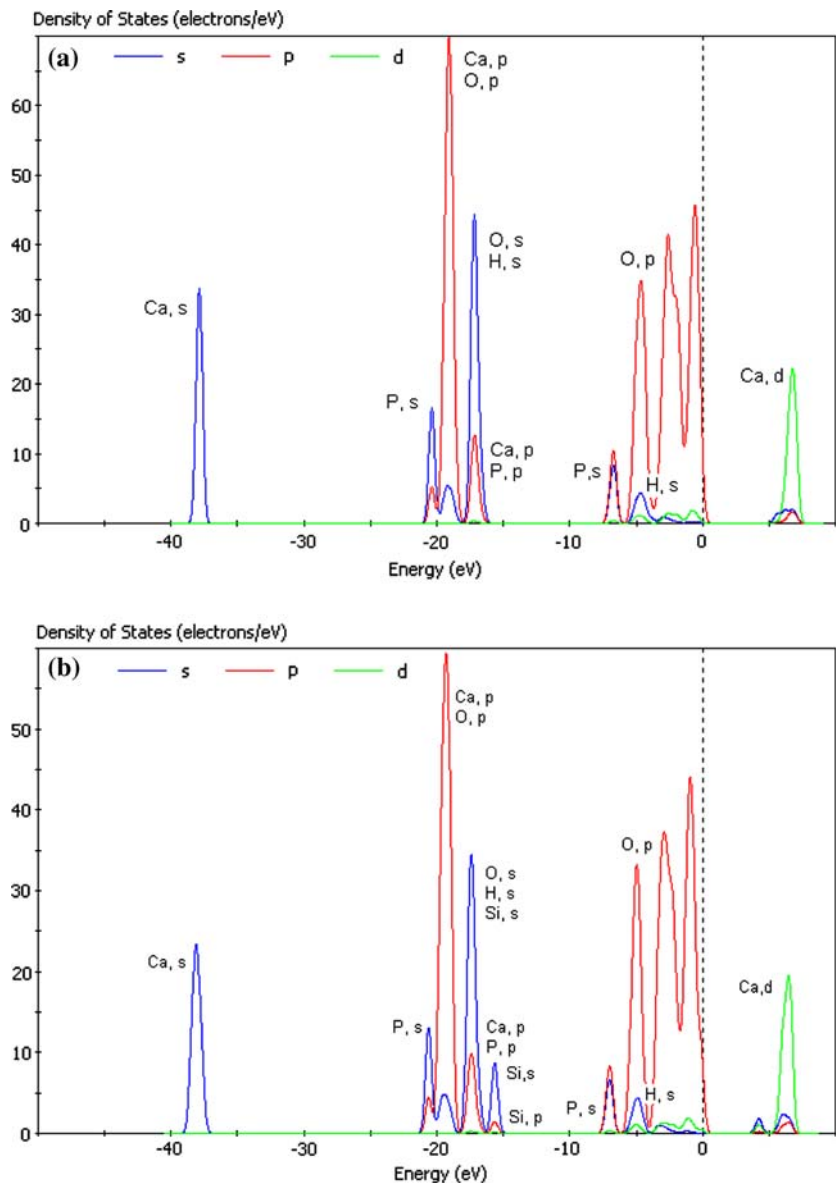 Density of States (electrons/eV)
(a) s p d
Ca, p
O, p
60
50
O, s
H, s
40
O, p
Ca, s
30
Ca, d
20
P, s
Ca, p
P, p
10
P,s
H, s
0
-40 -30 -20 -10 0
Energy (eV)
Density of States (electrons/eV)
(b) s p d
Ca, p
O, p
50
40
O, p
O, s
H, s
Si, s
30
Ca, s
Ca,d
20
P, s
Ca, p
P, p
10
Si,s
P, s
H, s
Si, p
0
-40 -30 -20 -10 0
Energy (eV)